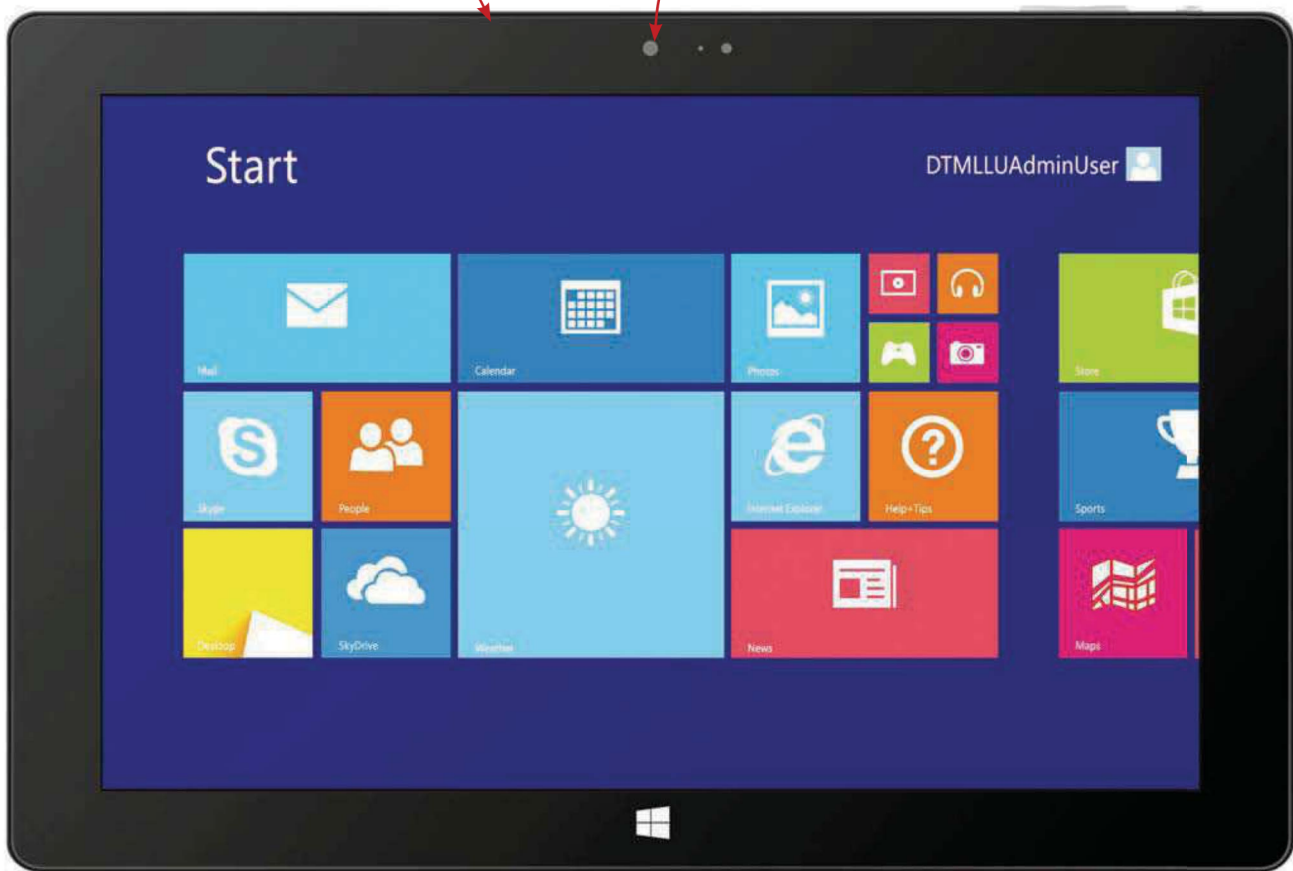 Start
DTMLLUAdminUser
Mail
Calendar
Photos
Store
Skype
People
Internet Explorer
Help+Tips
Sports
Desktop
SkyDrive
Weather
News
Maps